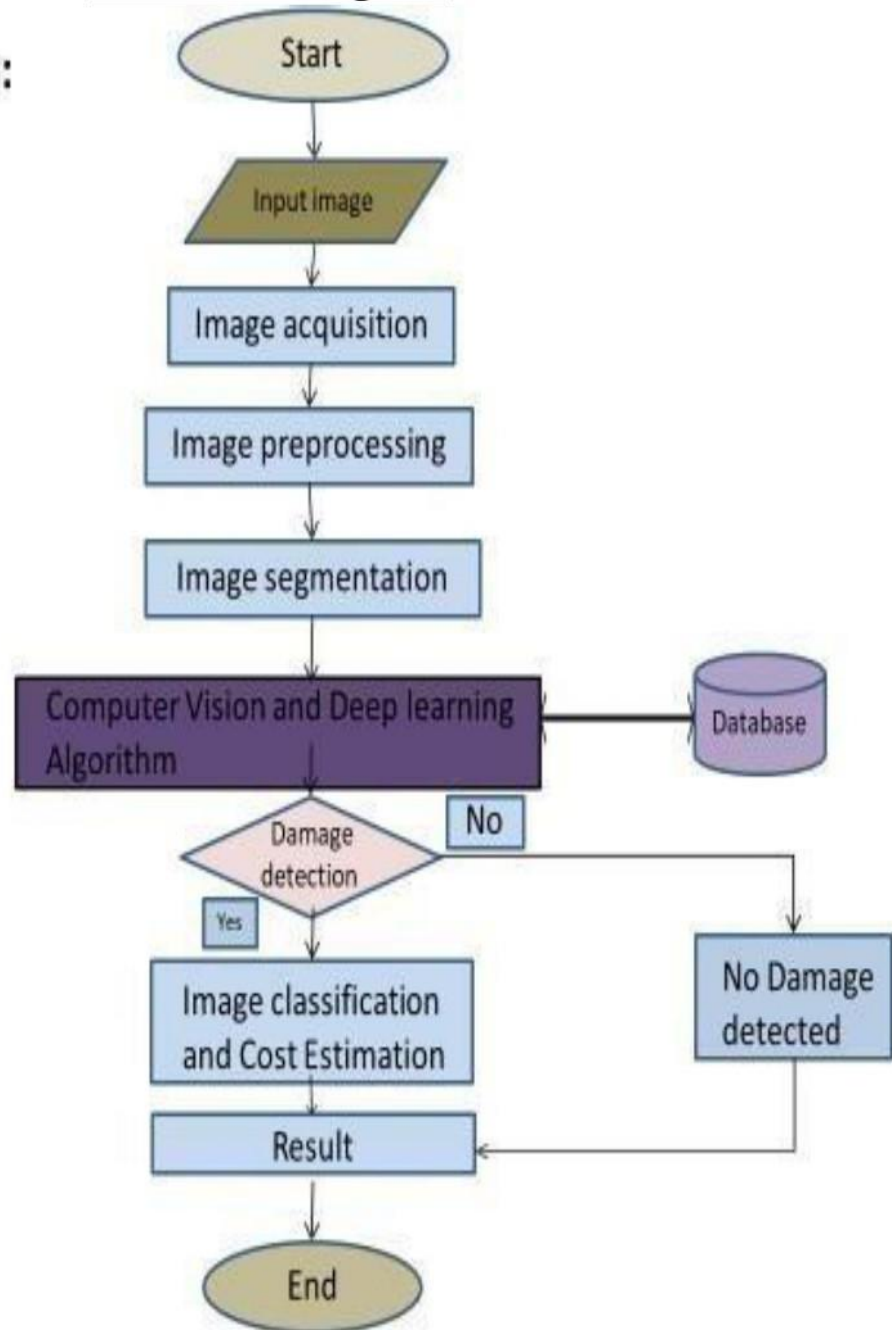 :
Start
Input image
Image acquisition
Image preprocessing
Image segmentation
Computer Vision and Deep learning
Algorithm
Database
Damage
detection
No
Yes
Image classification
and Cost Estimation
No Damage
detected
Result
End